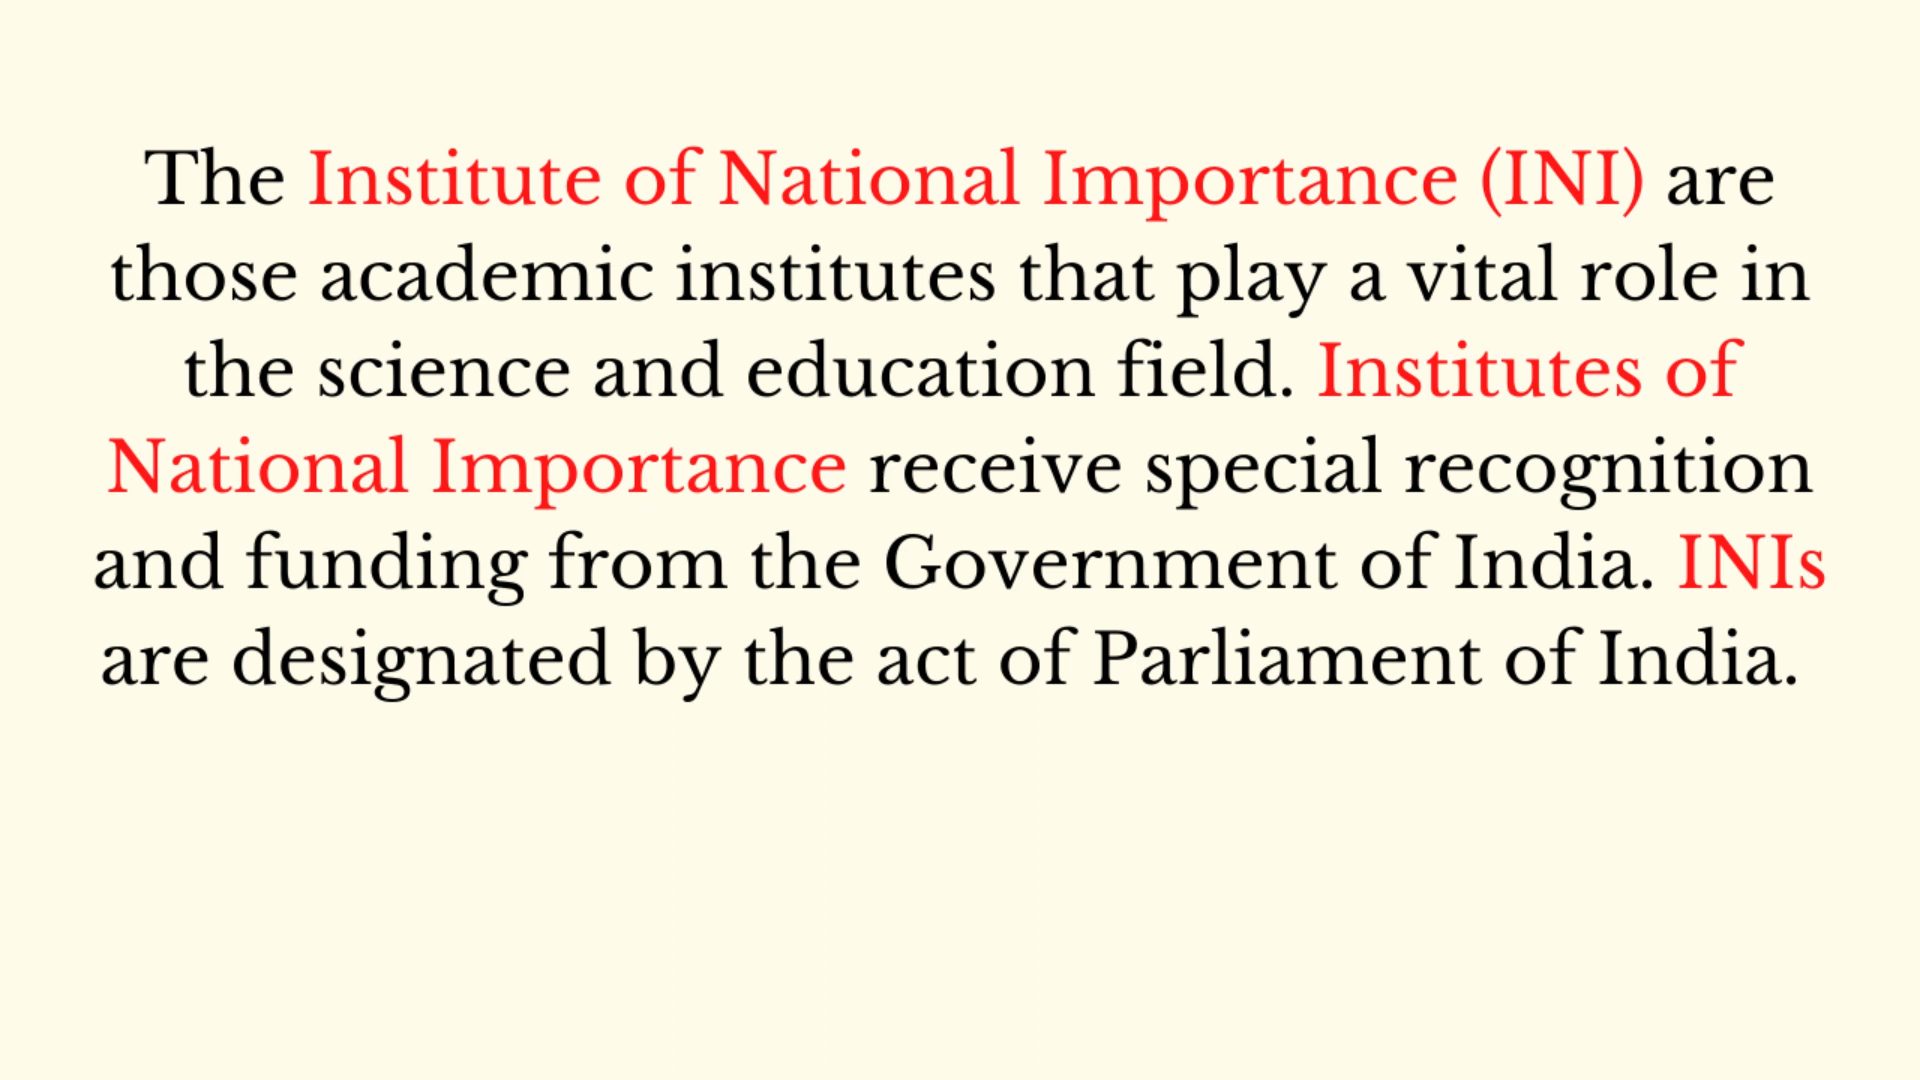 The Institute of National Importance (INI) are
those academic institutes that play a vital role in
the science and education field. Institutes of
National Importance receive special recognition
and funding from the Government of India. INIs
are designated by the act of Parliament of India.